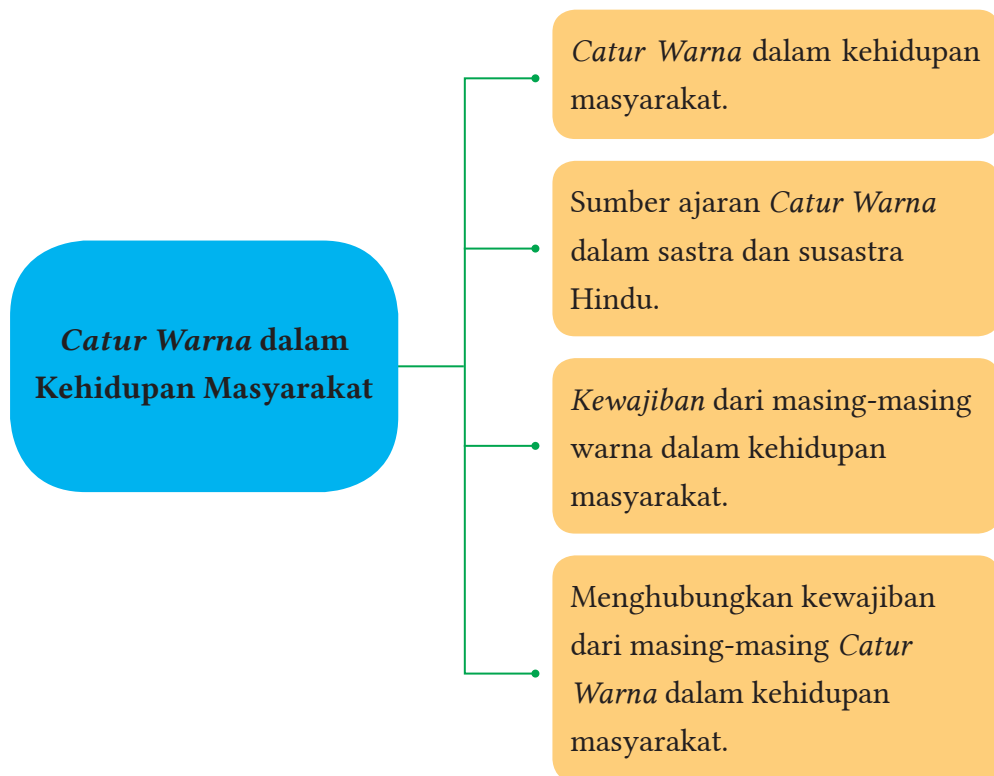 Catur Warna dalam
Kehidupan Masyarakat
Catur Warna dalam kehidupan
masyarakat.
Sumber ajaran Catur Warna
dalam sastra dan susastra
Hindu.
Kewajiban dari masing-masing
warna dalam kehidupan
masyarakat.
Menghubungkan kewajiban
dari masing-masing Catur
Warna dalam kehidupan
masyarakat.